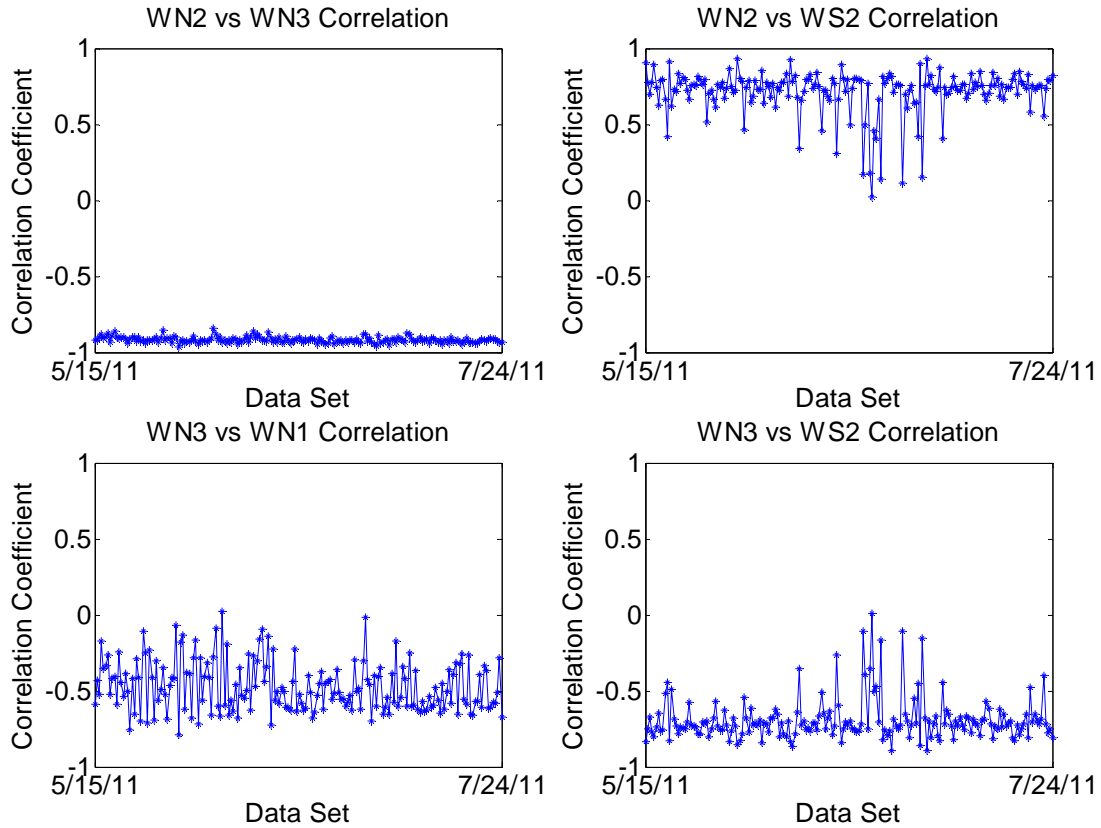 WN2 vs WN3 Correlation
1
0.5
0
-0.5
-1
Correlation Coefficient
5/15/11
7/24/11
Data Set
WN2 vs WS2 Correlation
1
0.5
0
-0.5
-1
Correlation Coefficient
5/15/11
7/24/11
Data Set
WN3 vs WN1 Correlation
1
0.5
0
-0.5
-1
Correlation Coefficient
5/15/11
7/24/11
Data Set
WN3 vs WS2 Correlation
1
0.5
0
-0.5
-1
Correlation Coefficient
5/15/11
7/24/11
Data Set